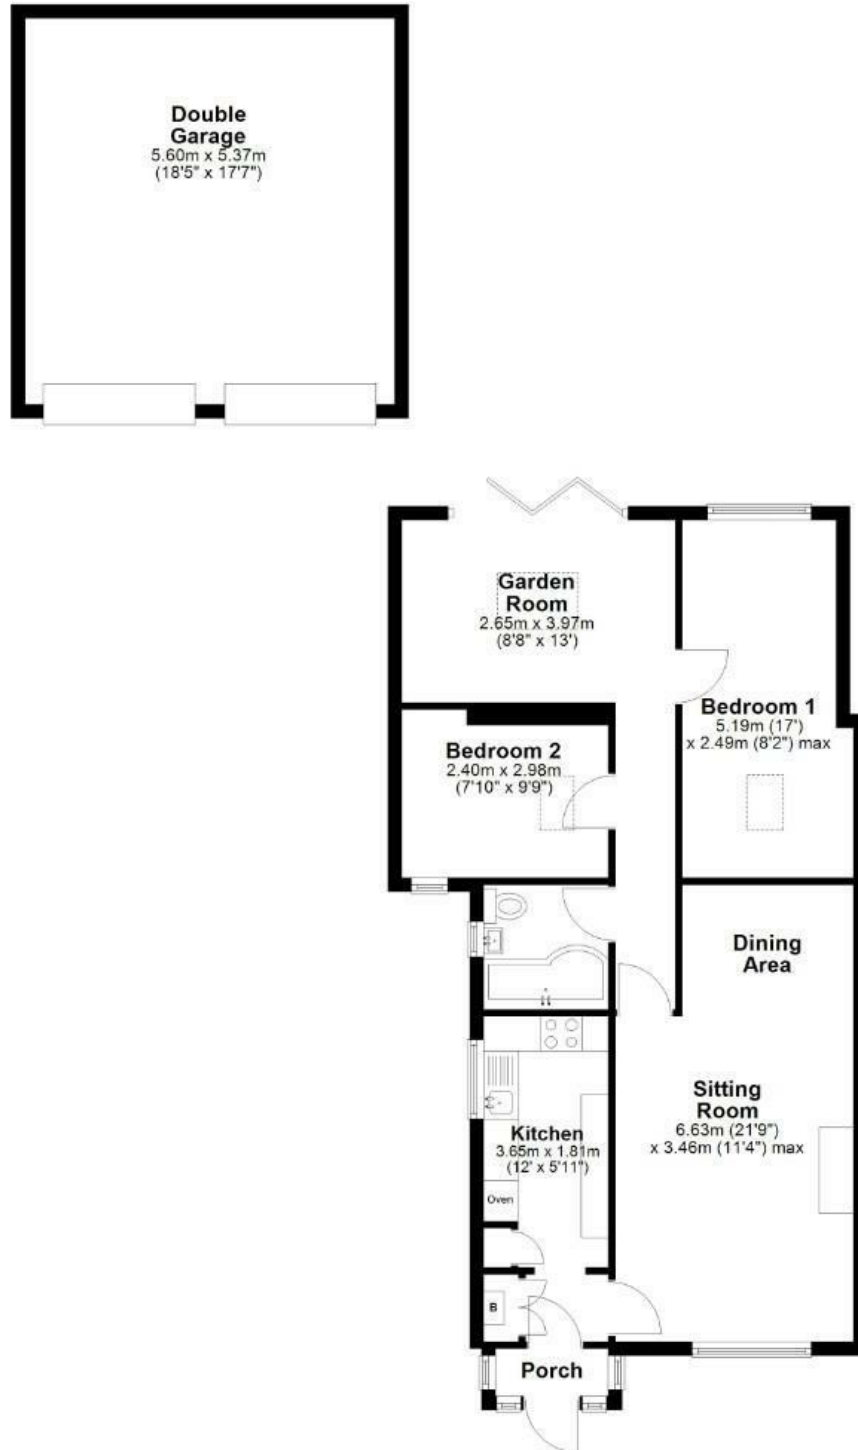 Double
Garage
5.60m x 5.37m
(18'5" x 17'7")
Garden
Room
2.65m x 3.97m
(8'8" x 13')
Bedroom 1
5.19m (17')
x 2.49m (8'2") max
Bedroom 2
2.40m x 2.98m
(7'10" x 9'9")
Dining
Area
Sitting
Room
6.63m (21'9")
x 3.46m (11'4") max
Kitchen
3.65m x 1.81m
(12' x 5'11")
Oven
B
Porch